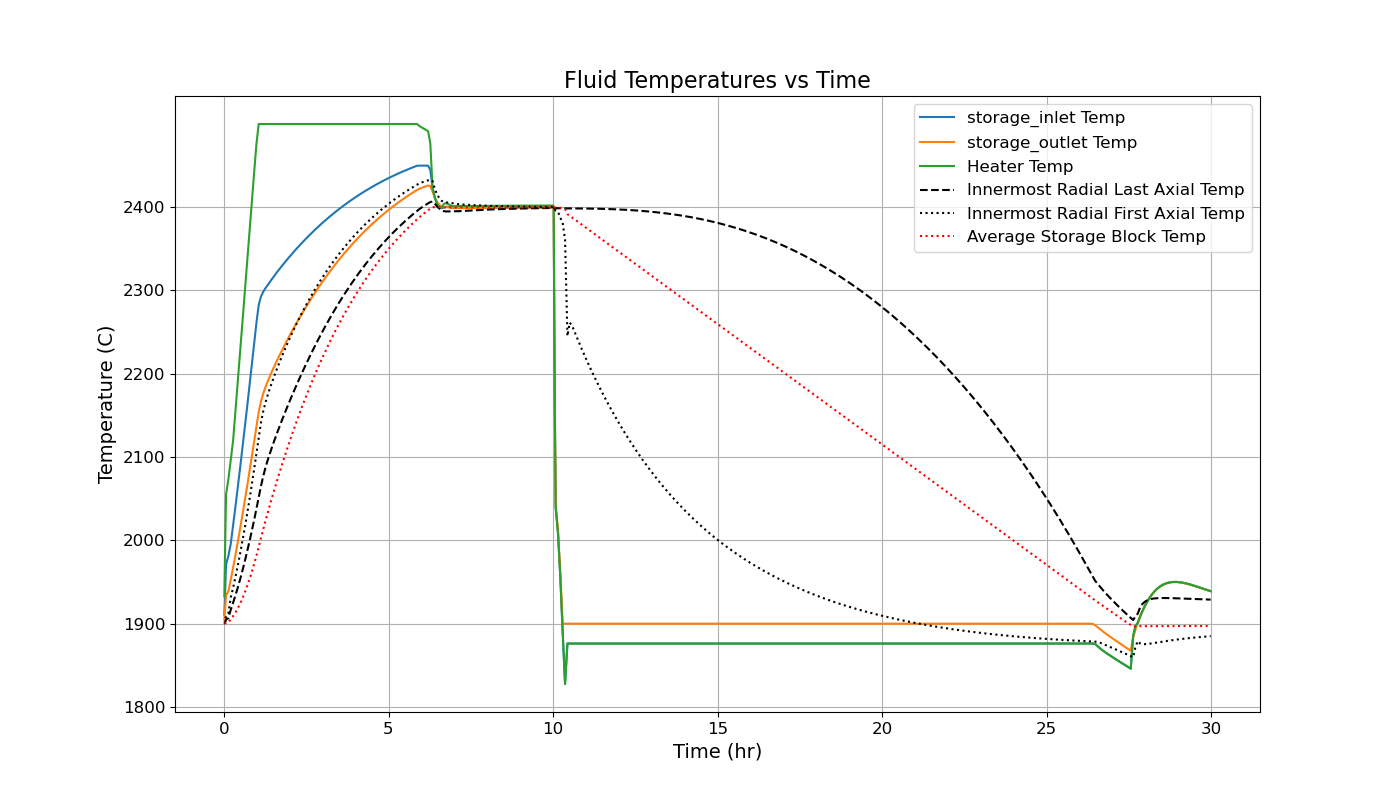 Fluid Temperatures vs Time
storage_inlet Temp
storage_outlet Temp
Heater Temp
Innermost Radial Last Axial Temp
Innermost Radial First Axial Temp
Average Storage Block Temp
Temperature (C)
2400
2300
2200
2100
2000
1900
1800
0 5 10 15 20 25 30
Time (hr)